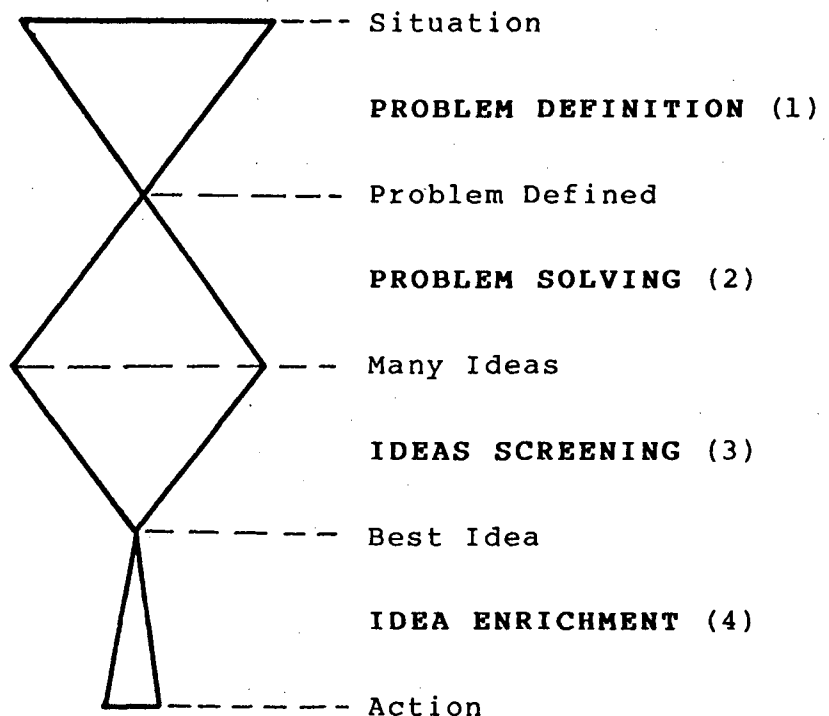 Situation
PROBLEM DEFINITION (1)
Problem Defined
PROBLEM SOLVING (2)
Many Ideas
IDEAS SCREENING (3)
Best Idea
IDEA ENRICHMENT (4)
Action